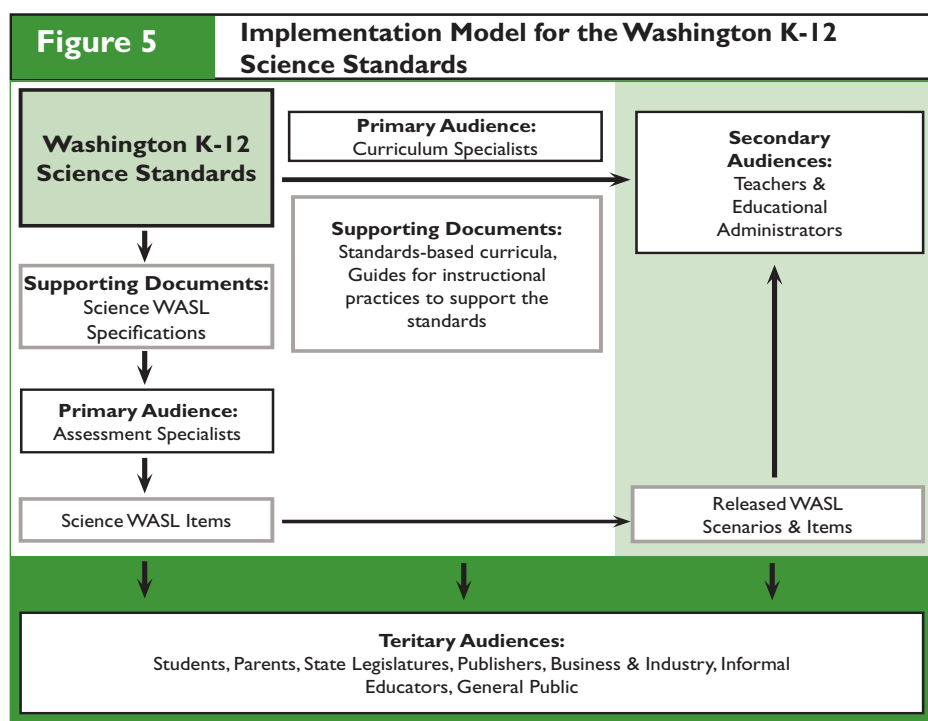 Figure 5
Implementation Model for the Washington K-12
Science Standards
Washington K-12
Science Standards
Primary Audience:
Curriculum Specialists
Secondary
Audiences:
Teachers &
Educational
Administrators
Supporting Documents:
Standards-based curricula,
Guides for instructional
practices to support the
standards
Supporting Documents:
Science WASL
Specifications
Primary Audience:
Assessment Specialists
Science WASL Items
Released WASL
Scenarios & Items
Teritary Audiences:
Students, Parents, State Legislatures, Publishers, Business & Industry, Informal
Educators, General Public